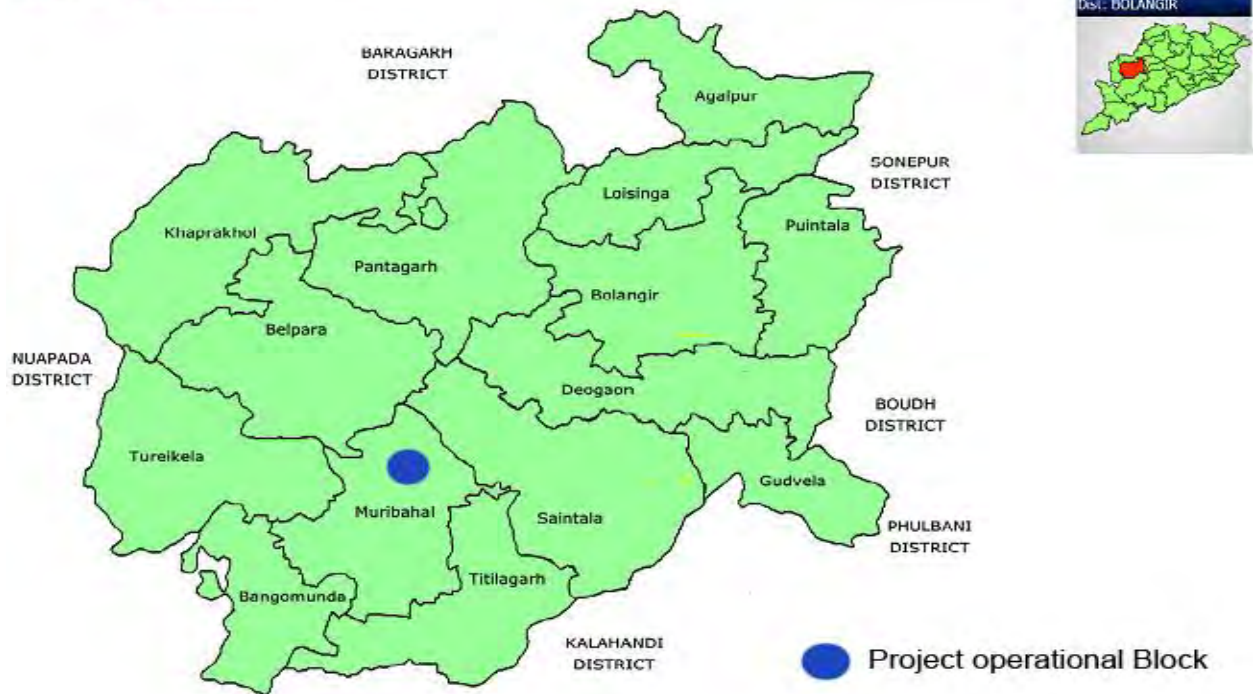 Dist: BOLANGIR
BARAGARH
DISTRICT
Agalpur
SONEPUR
DISTRICT
Loisinga
Puintala
Khaprakhol
Pantagarh
Bolangir
Belpara
NUAPADA
DISTRICT
Deogaon
BOUDH
DISTRICT
Tureikela
Gudvela
Muribahal
Saintala
PHULBANI
DISTRICT
Titilagarh
Bangomunda
KALAHANDI
DISTRICT
Project operational Block